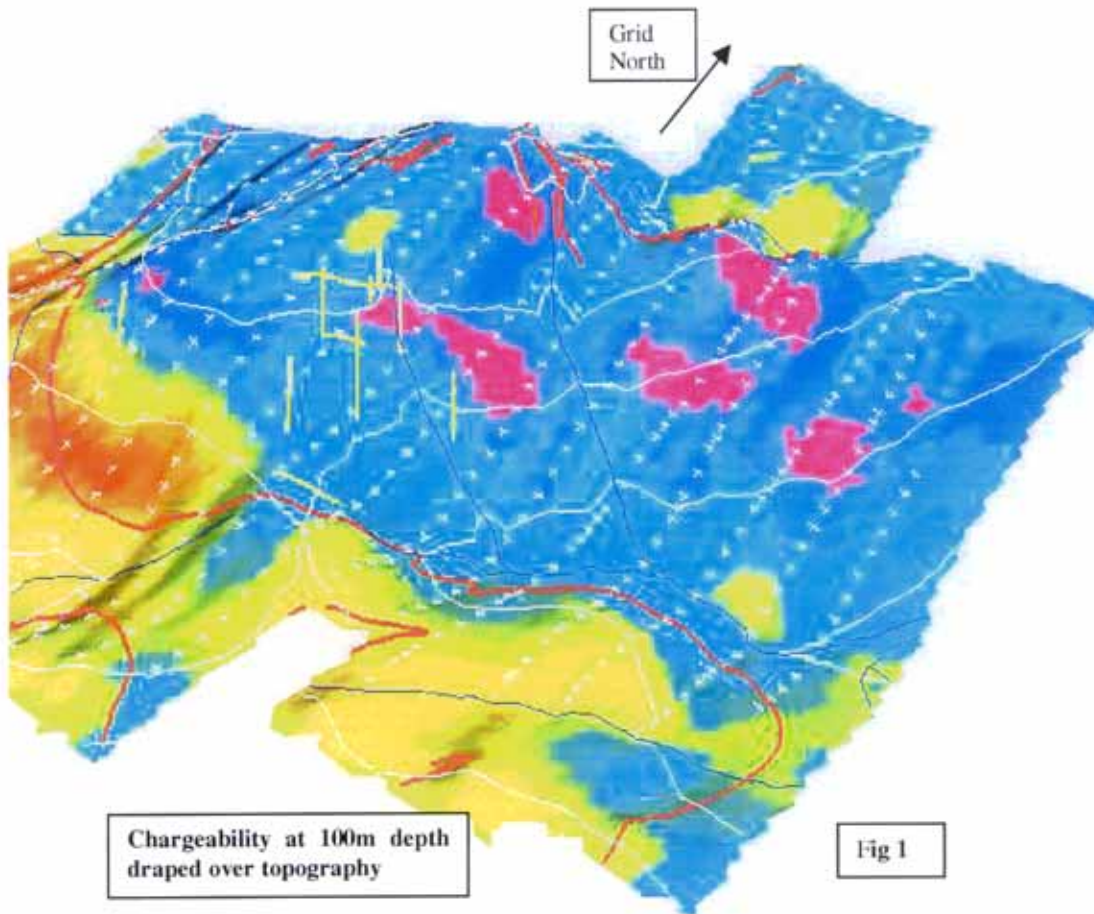 Grid
North
Chargeability at 100m depth
draped over topography
Fig 1